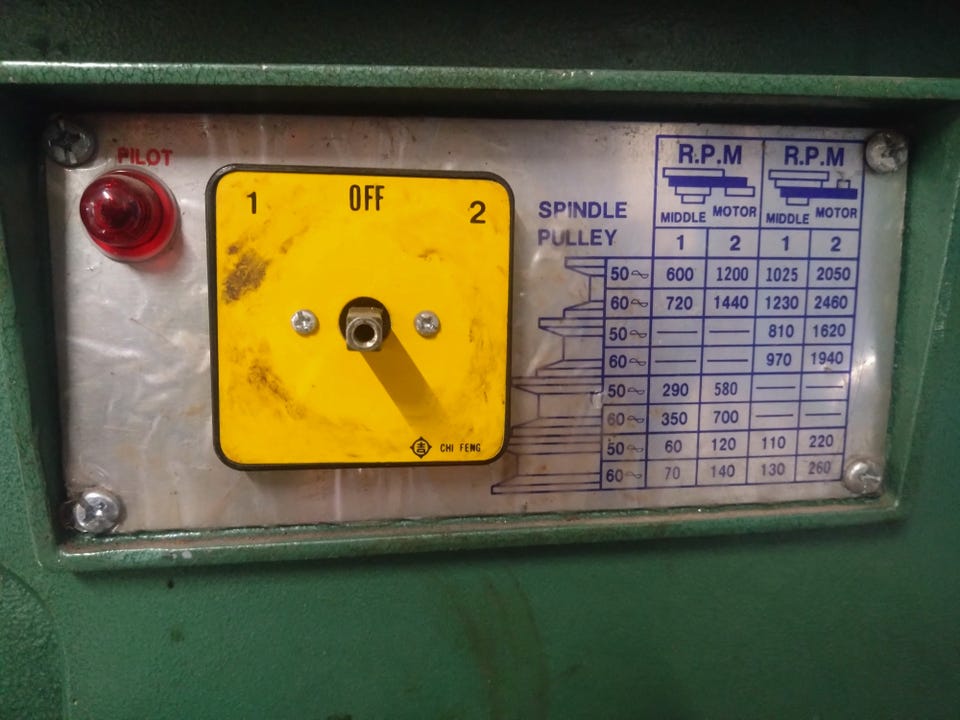 PILOT
1 OFF 2
吉 CHI FENG
SPINDLE
PULLEY
R.P.M R.P.M
MIDDLE MOTOR MIDDLE MOTOR
1 2 1 2
50∾ 600 1200 1025 2050
60∾ 720 1440 1230 2460
50∾ — — 810 1620
60∾ — — 970 1940
50∾ 290 580 — —
60∾ 350 700 — —
50∾ 60 120 110 220
60∾ 70 140 130 260